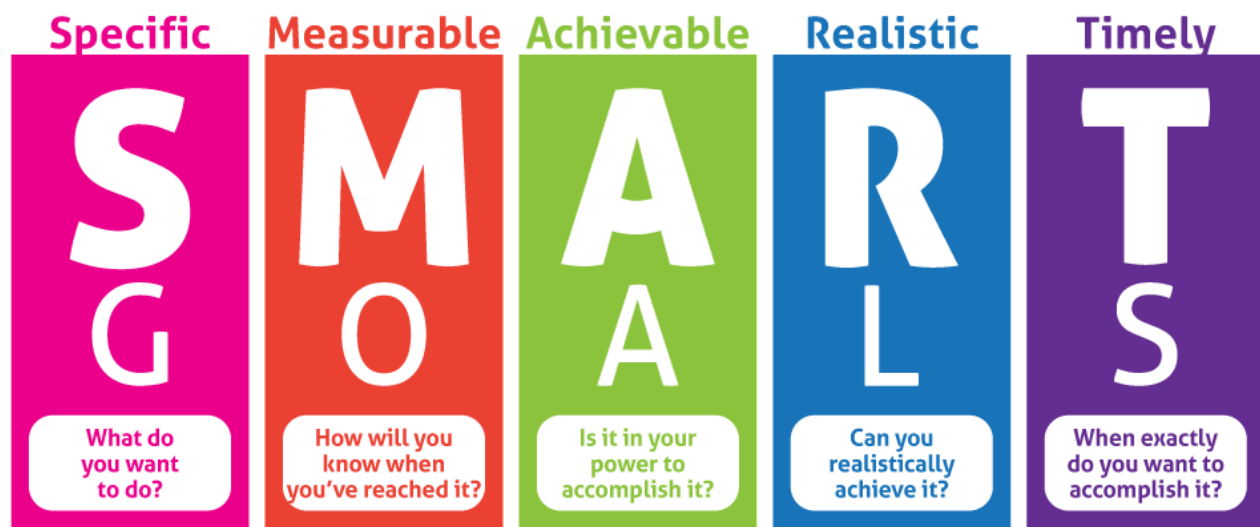 Specific Measurable Achievable Realistic Timely
S M A R T
G O A L S
What do
you want
to do?
How will you
know when
you've reached it?
Is it in your
power to
accomplish it?
Can you
realistically
achieve it?
When exactly
do you want to
accomplish it?